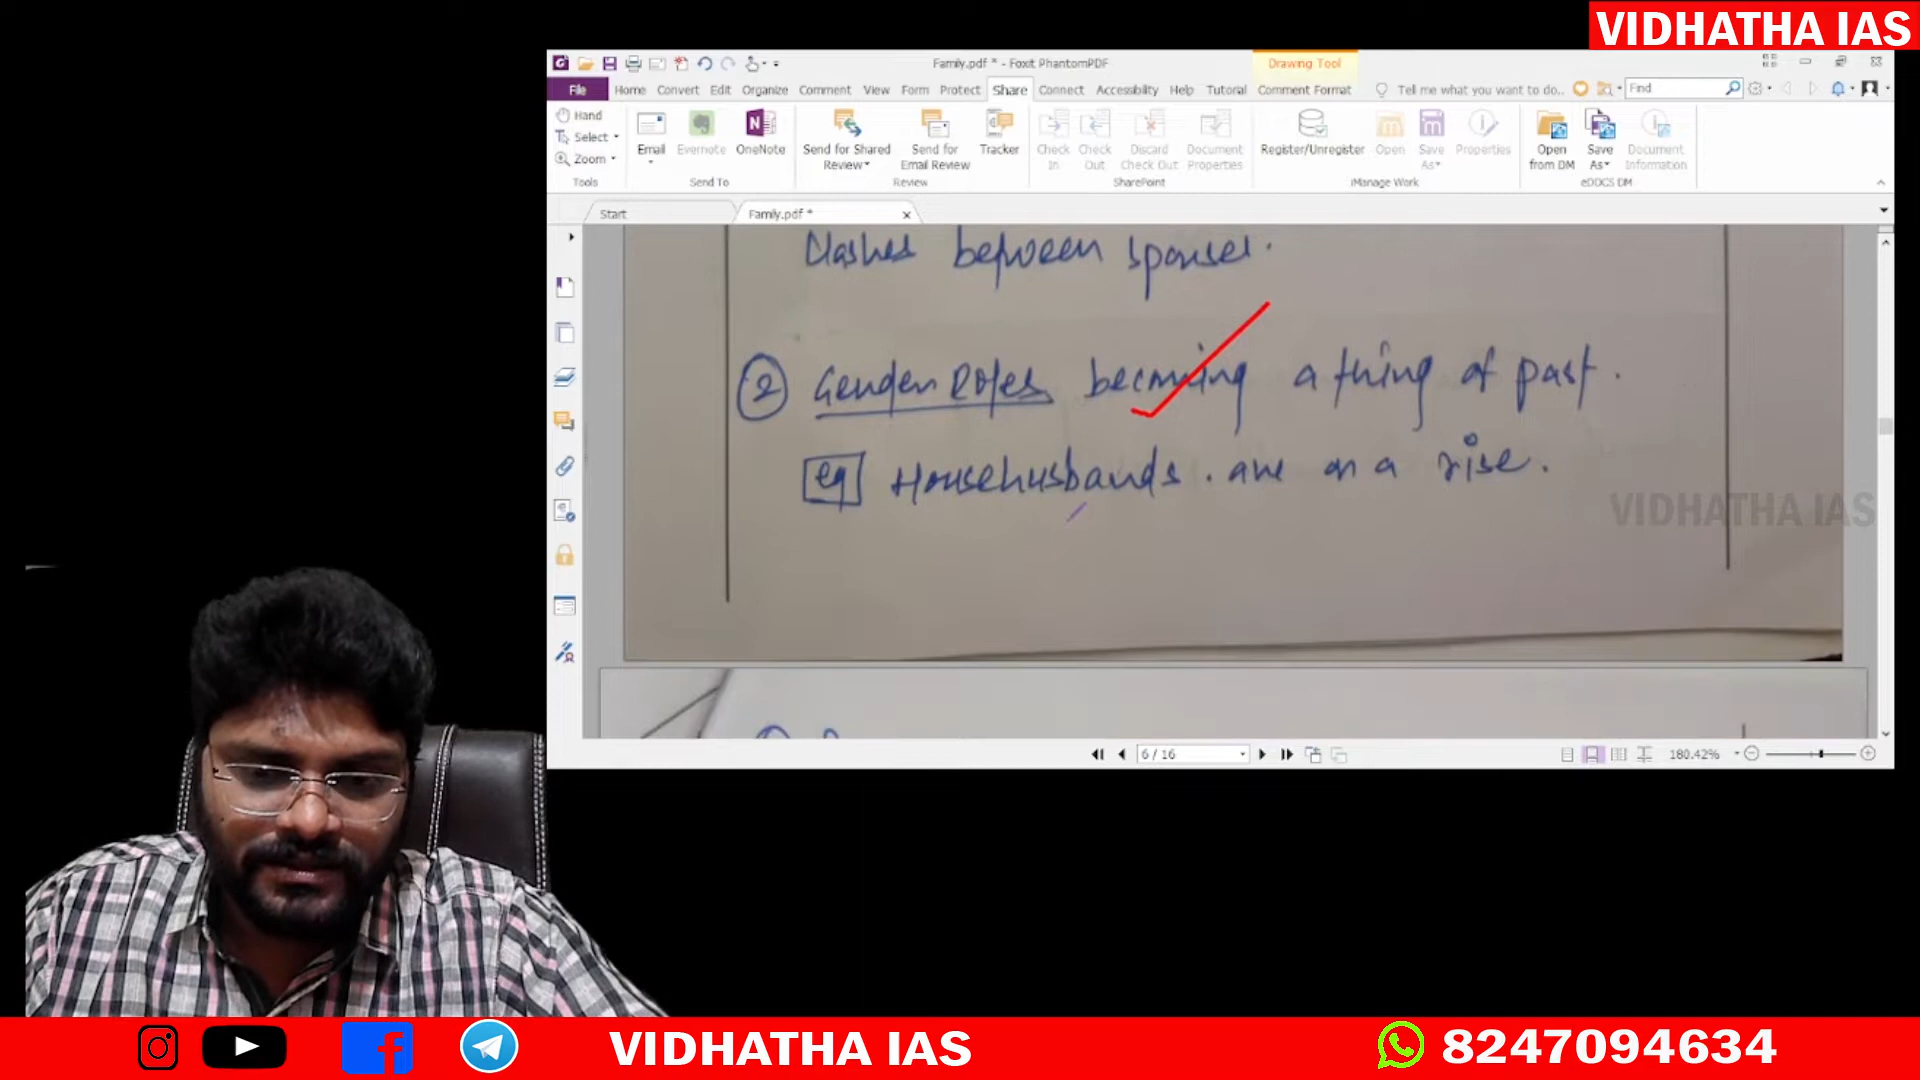 VIDHATHA IAS
Family.pdf * - Foxit PhantomPDF
Drawing Tool
File Home Convert Edit Organize Comment View Form Protect Share Connect Accessibility Help Tutorial Comment Format Tell me what you want to do.. Find
Hand
Select
Zoom
Tools
Email Evernote OneNote
Send To
Send for Shared Review Send for Email Review Tracker
Review
Check In Check Out Discard Check Out Document Properties
SharePoint
Register/Unregister Open Save As Properties
iManage Work
Open from DM Save As Document Information
eDOCS DM
Start Family.pdf *
Clashes between spouses.
2 Gender Roles becoming a thing of past.
eg Househusbands. are on a rise.
VIDHATHA IAS
6 / 16
180.42%
VIDHATHA IAS 8247094634